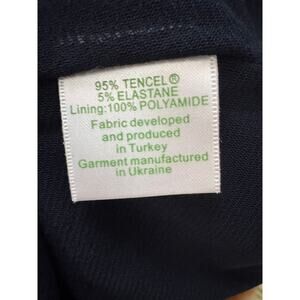 95% TENCEL®
5% ELASTANE
Lining:100% POLYAMIDE
Fabric developed
and produced
in Turkey
Garment manufactured
in Ukraine